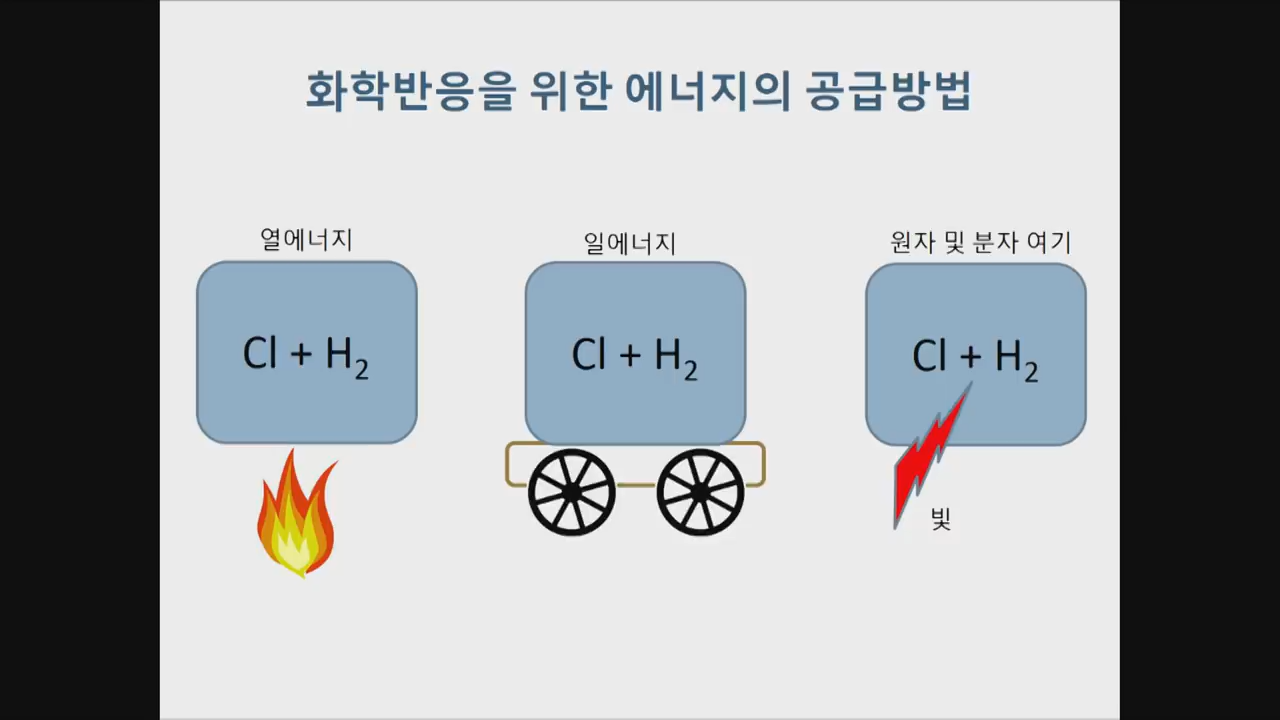 화학반응을 위한 에너지의 공급방법
열에너지
Cl + H₂
일에너지
Cl + H₂
원자 및 분자 여기
Cl + H₂
빛